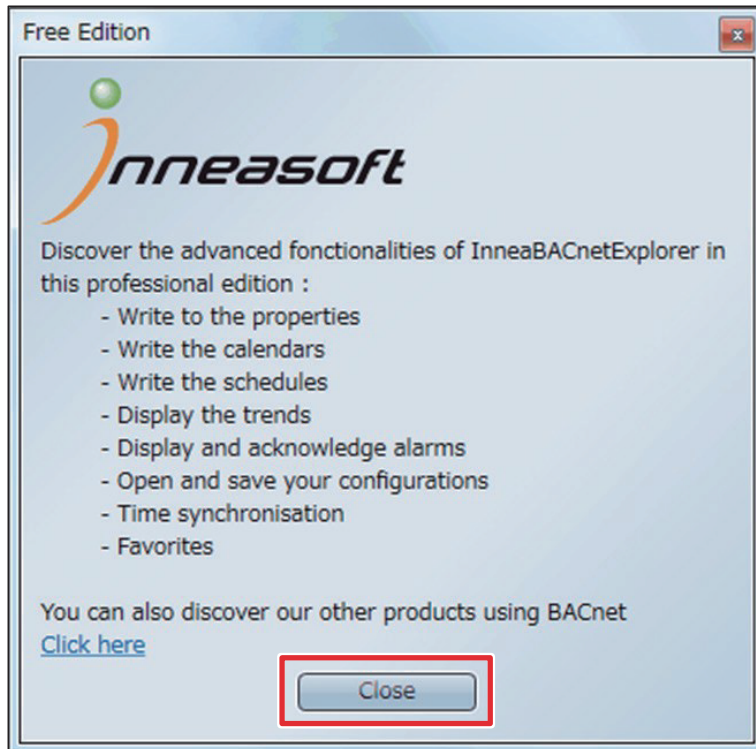 Free Edition
inneasoft
Discover the advanced fonctionalities of InneaBACnetExplorer in
this professional edition :
- Write to the properties
- Write the calendars
- Write the schedules
- Display the trends
- Display and acknowledge alarms
- Open and save your configurations
- Time synchronisation
- Favorites
You can also discover our other products using BACnet
Click here
Close